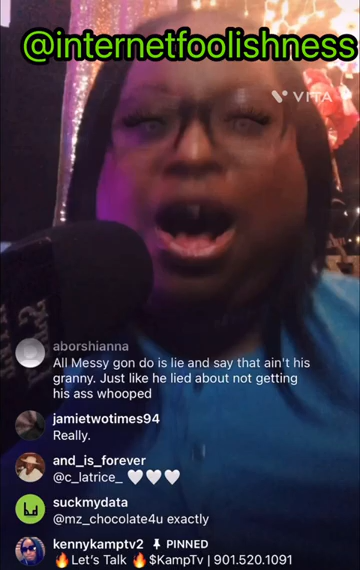 @internetfoolishness
VITA
aborshianna
All Messy gon do is lie and say that ain't his
granny. Just like he lied about not getting
his ass whooped
jamietwotimes94
Really.
and_is_forever
@c_latrice_ 🤍🤍🤍
suckmydata
@mz_chocolate4u exactly
kennykamptv2 📌 PINNED
🔥Let's Talk 🔥$KampTv | 901.520.1091